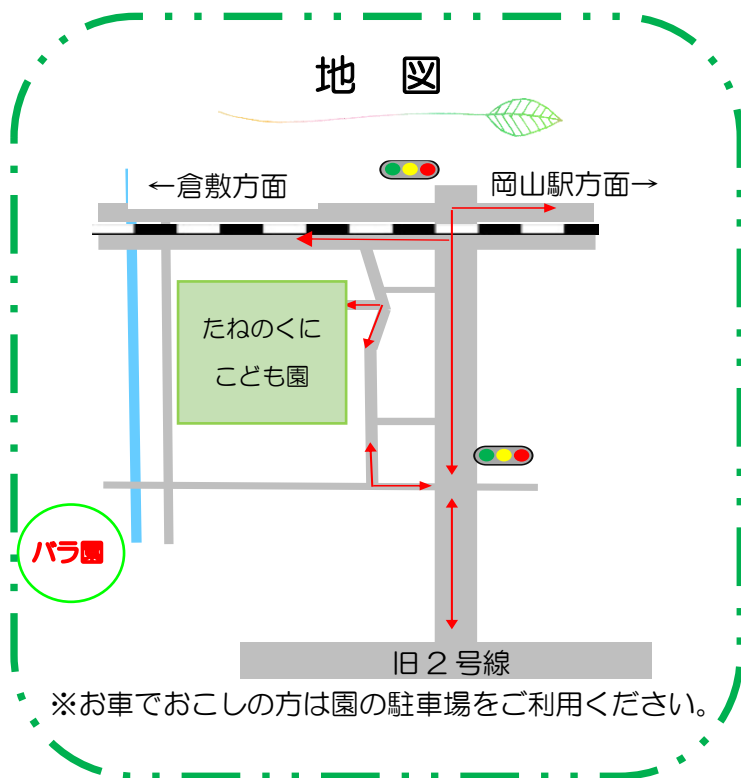 地　図
←倉敷方面
岡山駅方面→
たねのくに
こども園
バラ園
旧２号線
※お車でおこしの方は園の駐車場をご利用ください。